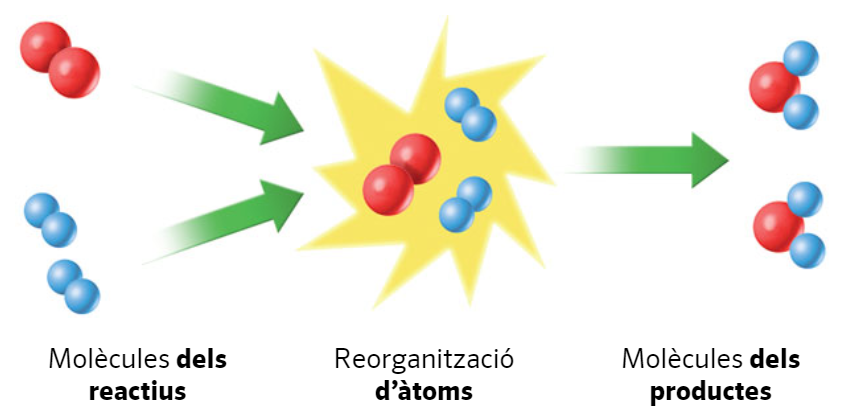 Molècules dels
reactius
Reorganització
d'àtoms
Molècules dels
productes